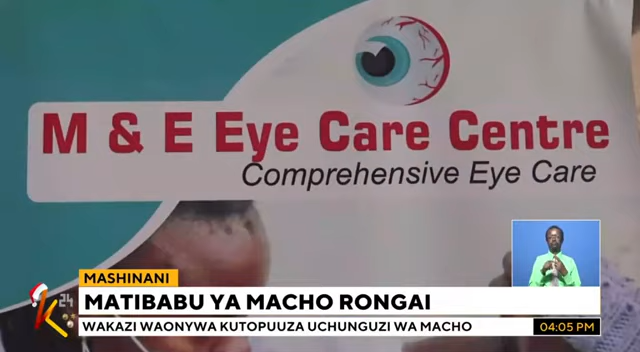 M & E Eye Care Centre
Comprehensive Eye Care
MASHINANI
K24
MATIBABU YA MACHO RONGAI
WAKAZI WAONYWA KUTOPUUZA UCHUNGUZI WA MACHO
04:05 PM